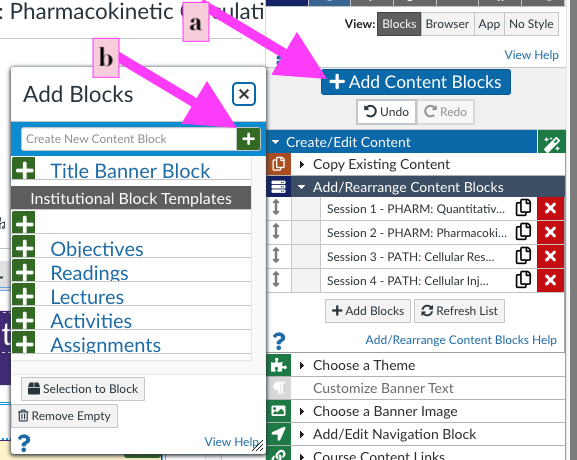 : Pharmacokinetic
a
b
View: Blocks Browser App No Style
View Help
Add Content Blocks
Undo Redo
Create/Edit Content
Copy Existing Content
Add/Rearrange Content Blocks
Session 1 - PHARM: Quantitativ...
Session 2 - PHARM: Pharmacoki...
Session 3 - PATH: Cellular Res...
Session 4 - PATH: Cellular Inj...
Add Blocks Refresh List
? Add/Rearrange Content Blocks Help
Choose a Theme
Customize Banner Text
Choose a Banner Image
Add/Edit Navigation Block
Course Content Links
Add Blocks
Create New Content Block
Title Banner Block
Institutional Block Templates
Objectives
Readings
Lectures
Activities
Assignments
Selection to Block
Remove Empty
? View Help